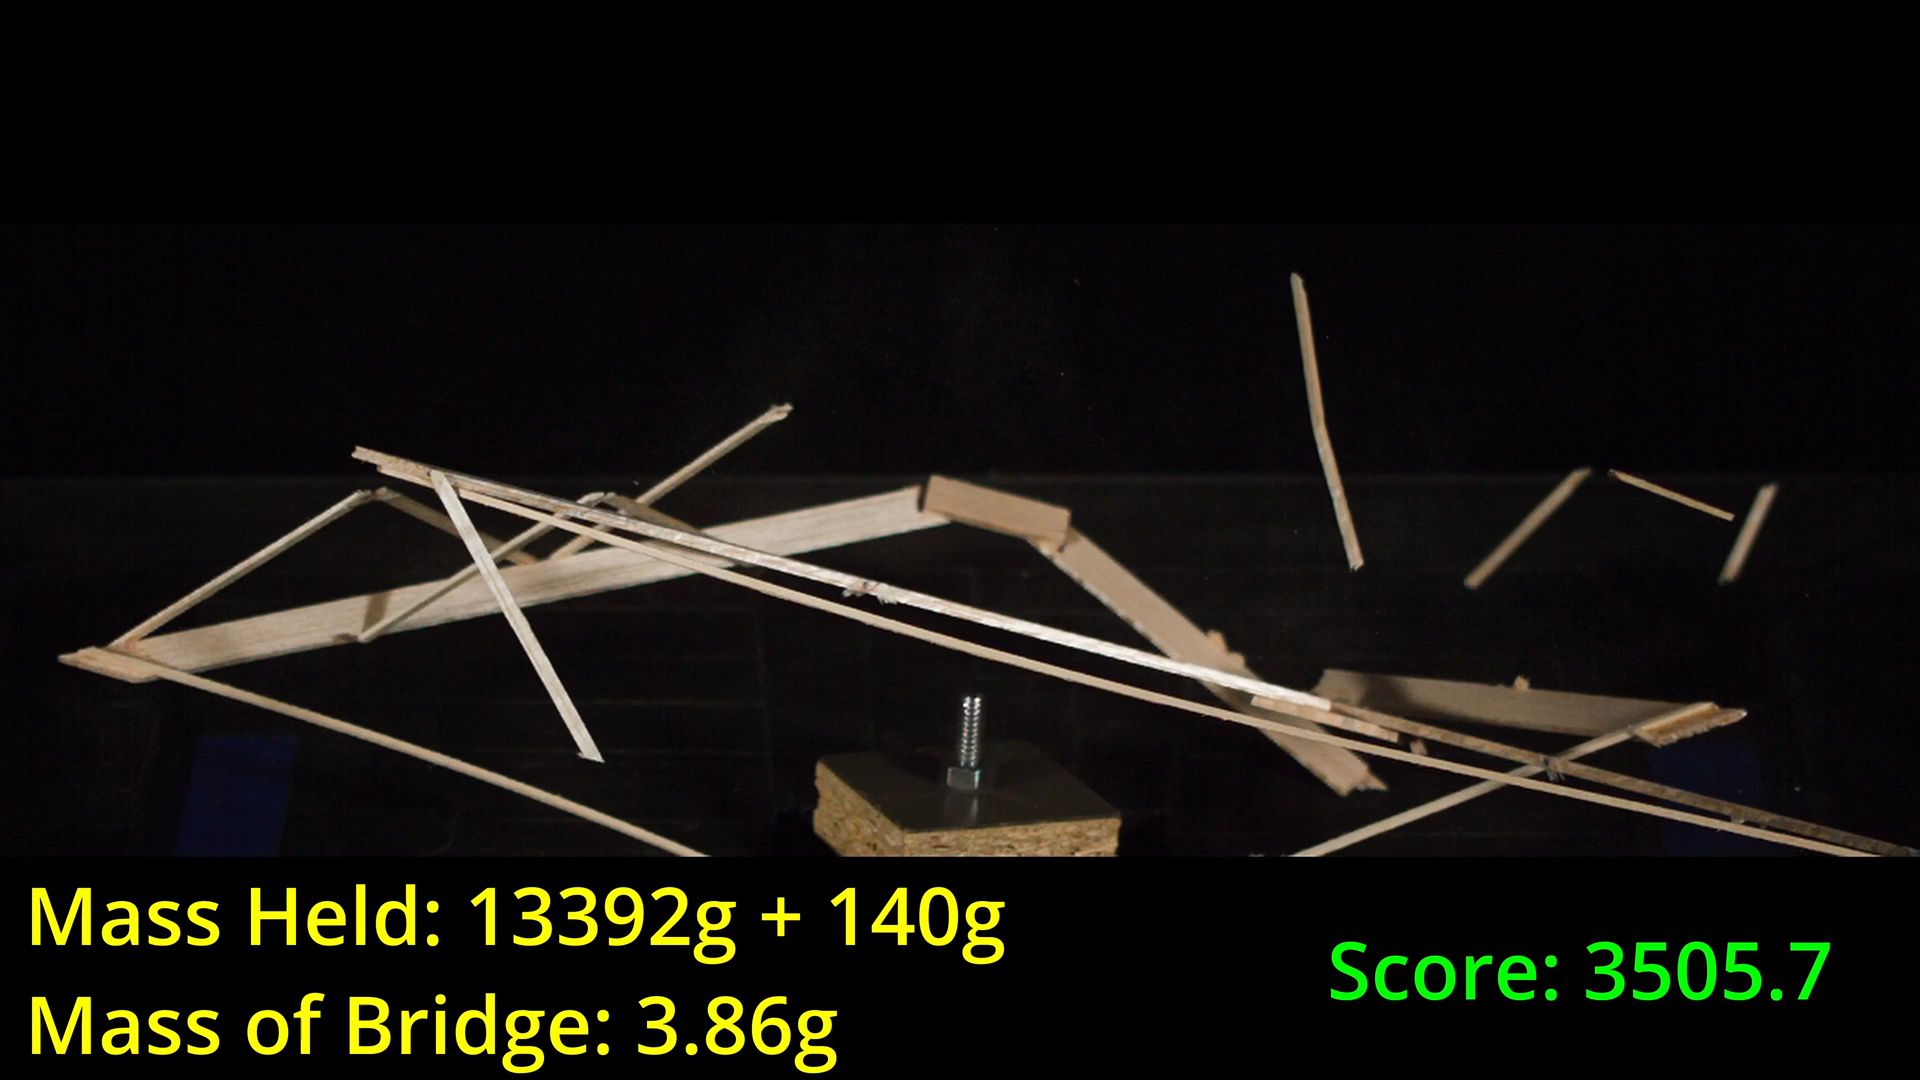 Mass Held: 13392g + 140g
Mass of Bridge: 3.86g
Score: 3505.7